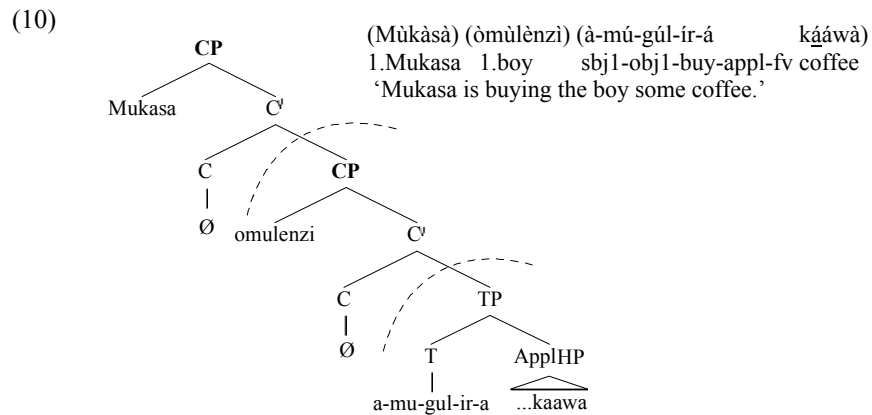 (10)
(Mùkàsà) (òmùlènzì) (à-mú-gúl-ír-á kááwà)
1.Mukasa 1.boy sbj1-obj1-buy-appl-fv coffee
‘Mukasa is buying the boy some coffee.’
CP
Mukasa C'
C CP
Ø omulenzi C'
C TP
Ø T ApplHP
a-mu-gul-ir-a ...kaawa